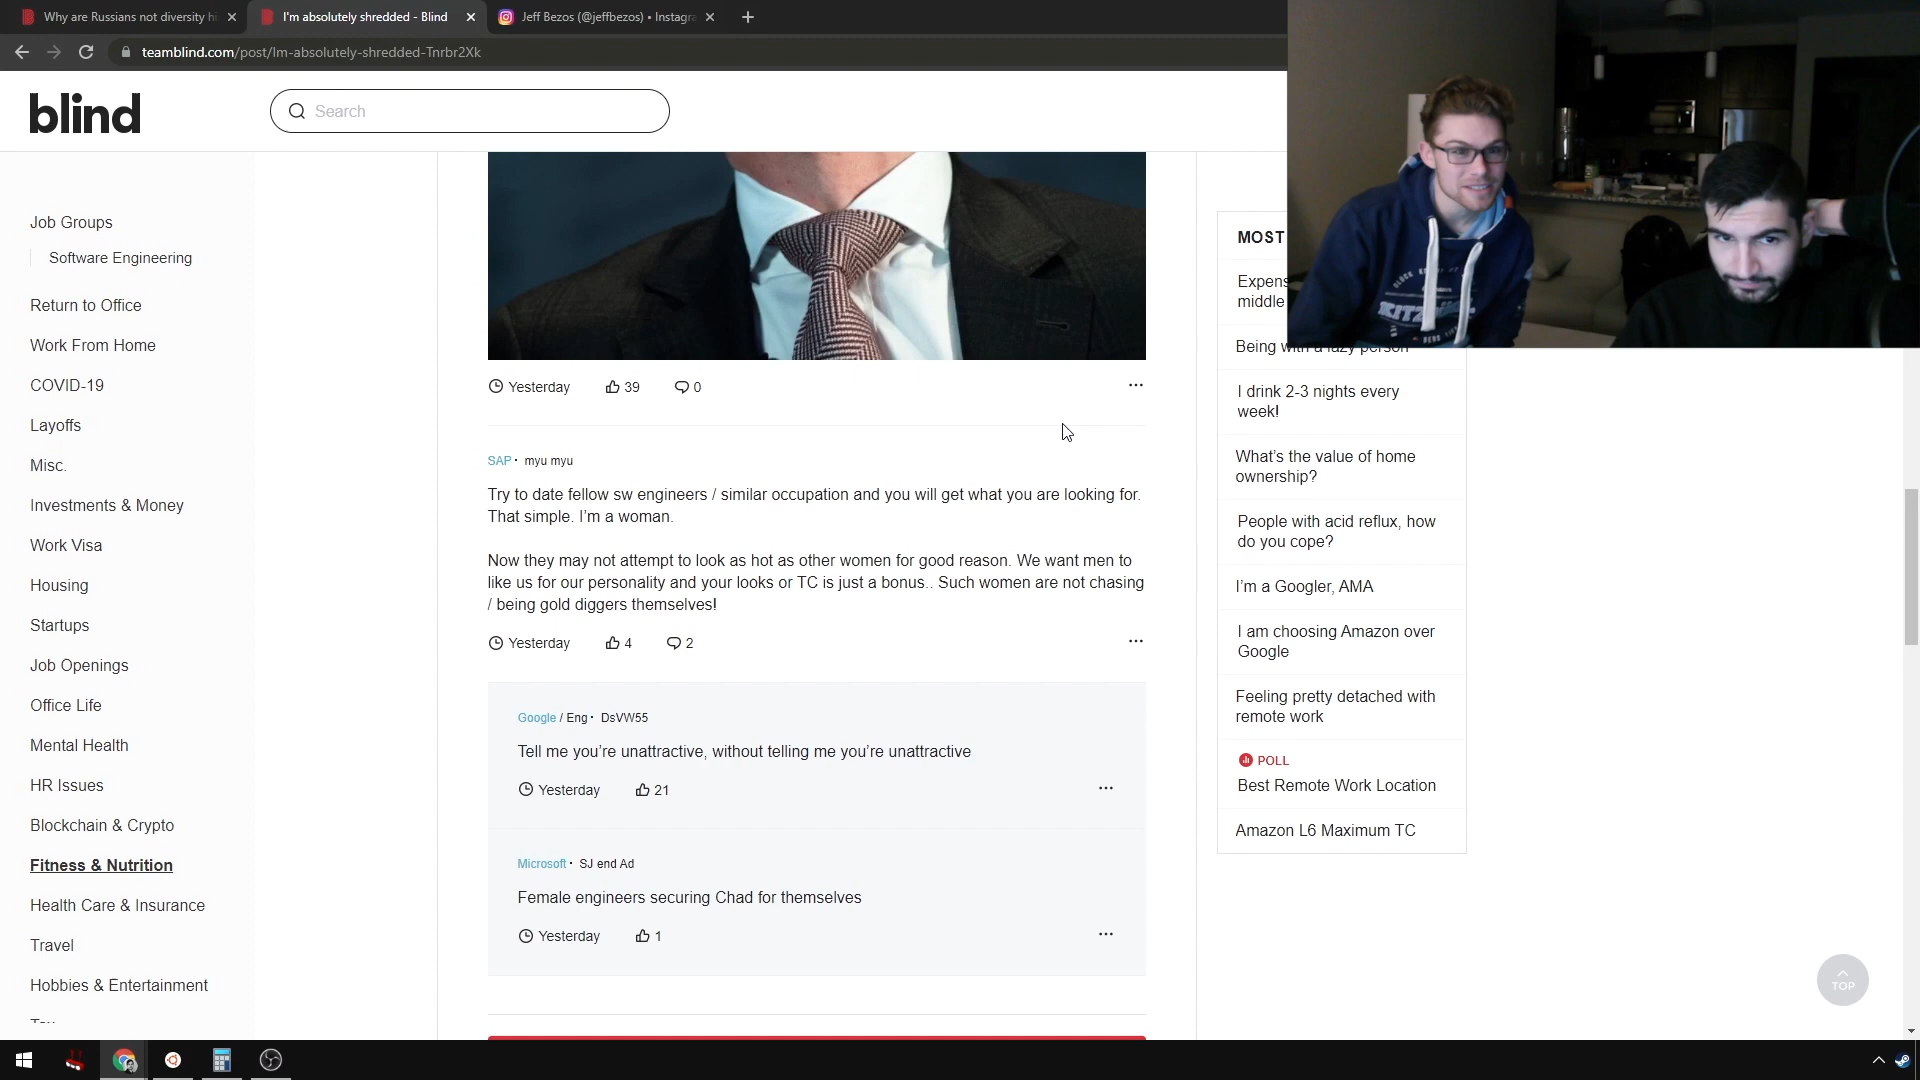 Why are Russians not diversity hi
I'm absolutely shredded - Blind
Jeff Bezos (@jeffbezos) • Instagra
teamblind.com/post/Im-absolutely-shredded-Tnrbr2Xk
blind
Search
Job Groups
Software Engineering
Return to Office
Work From Home
COVID-19
Layoffs
Misc.
Investments & Money
Work Visa
Housing
Startups
Job Openings
Office Life
Mental Health
HR Issues
Blockchain & Crypto
Fitness & Nutrition
Health Care & Insurance
Travel
Hobbies & Entertainment
Yesterday 39 0
SAP · myu myu
Try to date fellow sw engineers / similar occupation and you will get what you are looking for.
That simple. I'm a woman.
Now they may not attempt to look as hot as other women for good reason. We want men to
like us for our personality and your looks or TC is just a bonus.. Such women are not chasing
/ being gold diggers themselves!
Yesterday 4 2
Google / Eng · DsVW55
Tell me you're unattractive, without telling me you're unattractive
Yesterday 21
Microsoft · SJ end Ad
Female engineers securing Chad for themselves
Yesterday 1
MOST
Expens
middle
Being with a lazy person
I drink 2-3 nights every
week!
What's the value of home
ownership?
People with acid reflux, how
do you cope?
I'm a Googler, AMA
I am choosing Amazon over
Google
Feeling pretty detached with
remote work
POLL
Best Remote Work Location
Amazon L6 Maximum TC
TOP